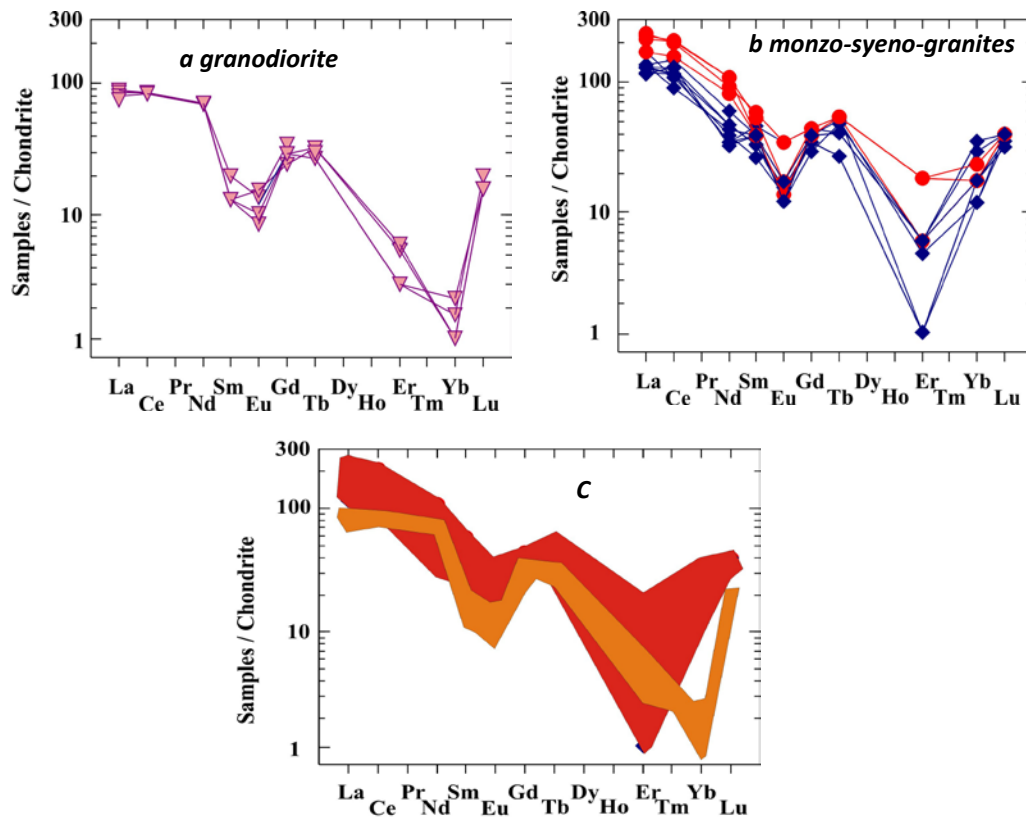 a granodiorite
300
100
10
1
Samples / Chondrite
La Ce Pr Nd Sm Eu Gd Tb Dy Ho Er Tm Yb Lu
b monzo-syeno-granites
300
100
10
1
Samples / Chondrite
La Ce Pr Nd Sm Eu Gd Tb Dy Ho Er Tm Yb Lu
C
300
100
10
1
Samples / Chondrite
La Ce Pr Nd Sm Eu Gd Tb Dy Ho Er Tm Yb Lu